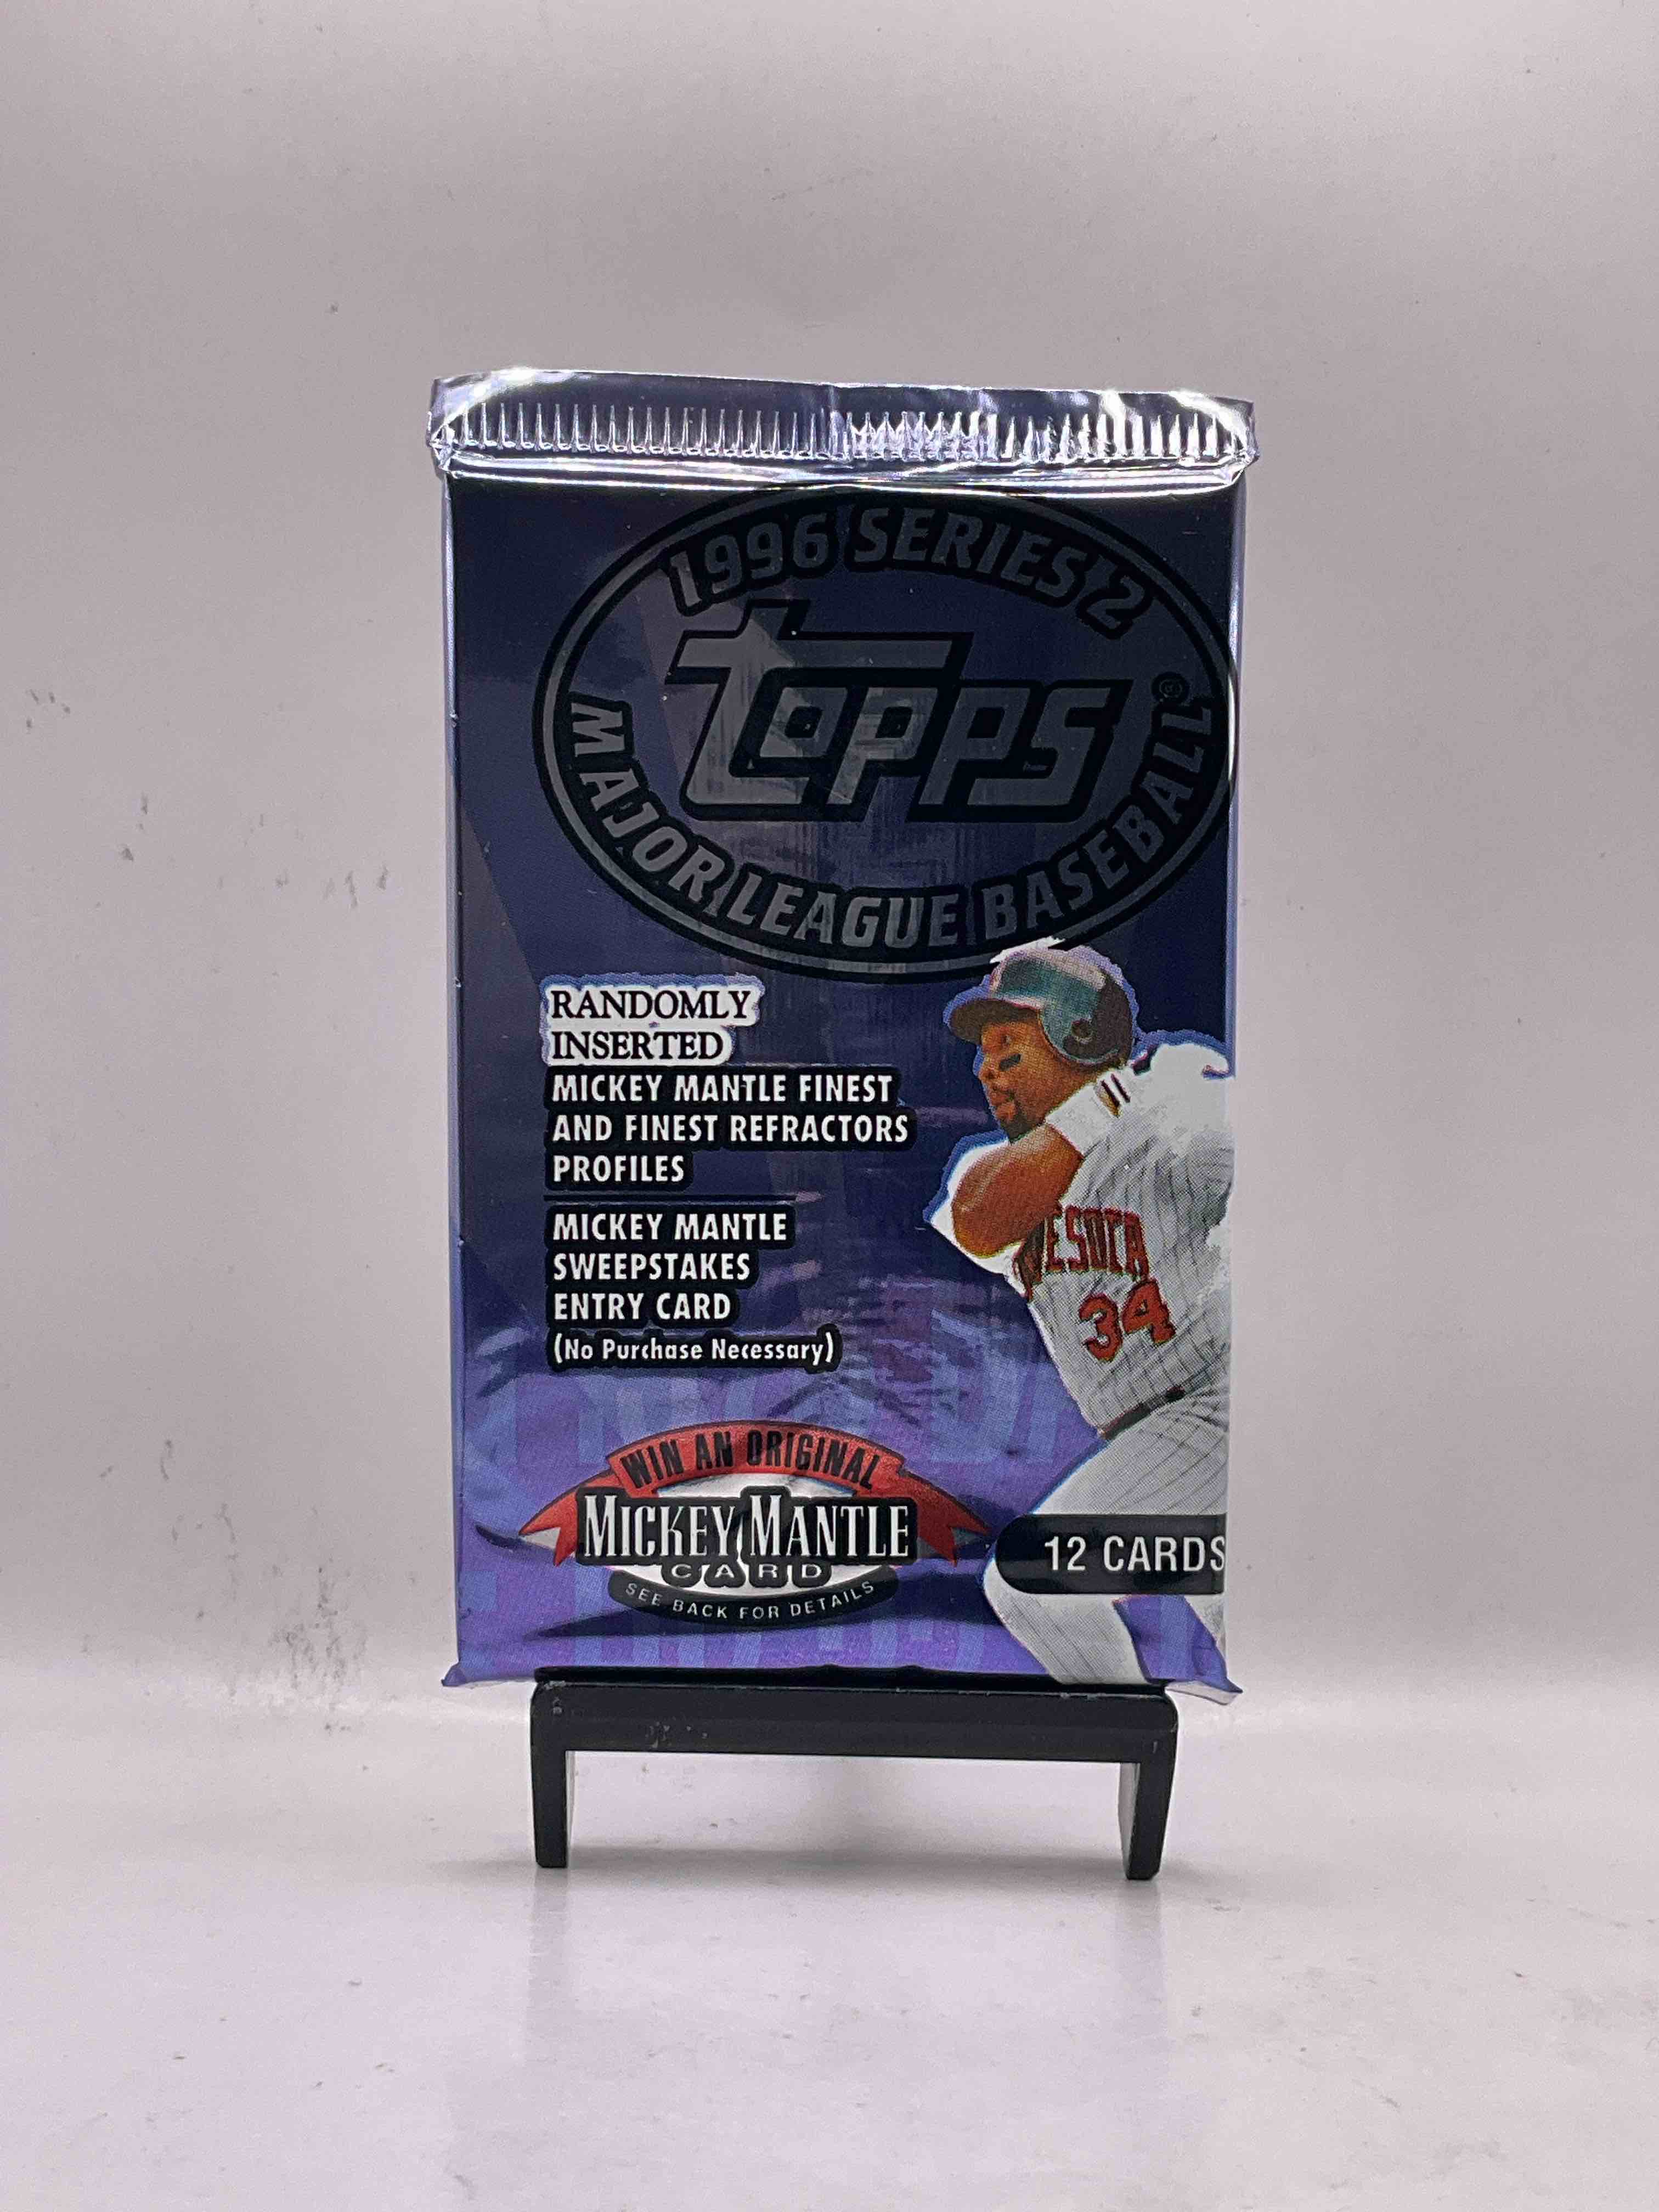 1996 SERIES 2
Topps®
MAJOR LEAGUE BASEBALL
RANDOMLY
INSERTED
MICKEY MANTLE FINEST
AND FINEST REFRACTORS
PROFILES
MICKEY MANTLE
SWEEPSTAKES
ENTRY CARD
(No Purchase Necessary)
NESOTA
34
WIN AN ORIGINAL
MICKEY MANTLE
CARD
SEE BACK FOR DETAILS
12 CARDS